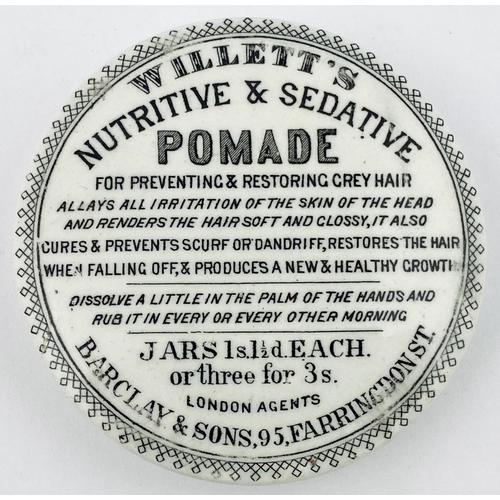 WILLETT'S
NUTRITIVE & SEDATIVE
POMADE
FOR PREVENTING & RESTORING GREY HAIR
ALLAYS ALL IRRITATION OF THE SKIN OF THE HEAD
AND RENDERS THE HAIR SOFT AND GLOSSY, IT ALSO
CURES & PREVENTS SCURF OR DANDRIFF, RESTORES THE HAIR
WHEN FALLING OFF, & PRODUCES A NEW & HEALTHY GROWTH
DISSOLVE A LITTLE IN THE PALM OF THE HANDS AND
RUB IT IN EVERY OR EVERY OTHER MORNING
JARS 1s. 1½d. EACH.
or three for 3s.
LONDON AGENTS
BARCLAY & SONS, 95, FARRINGDON ST.